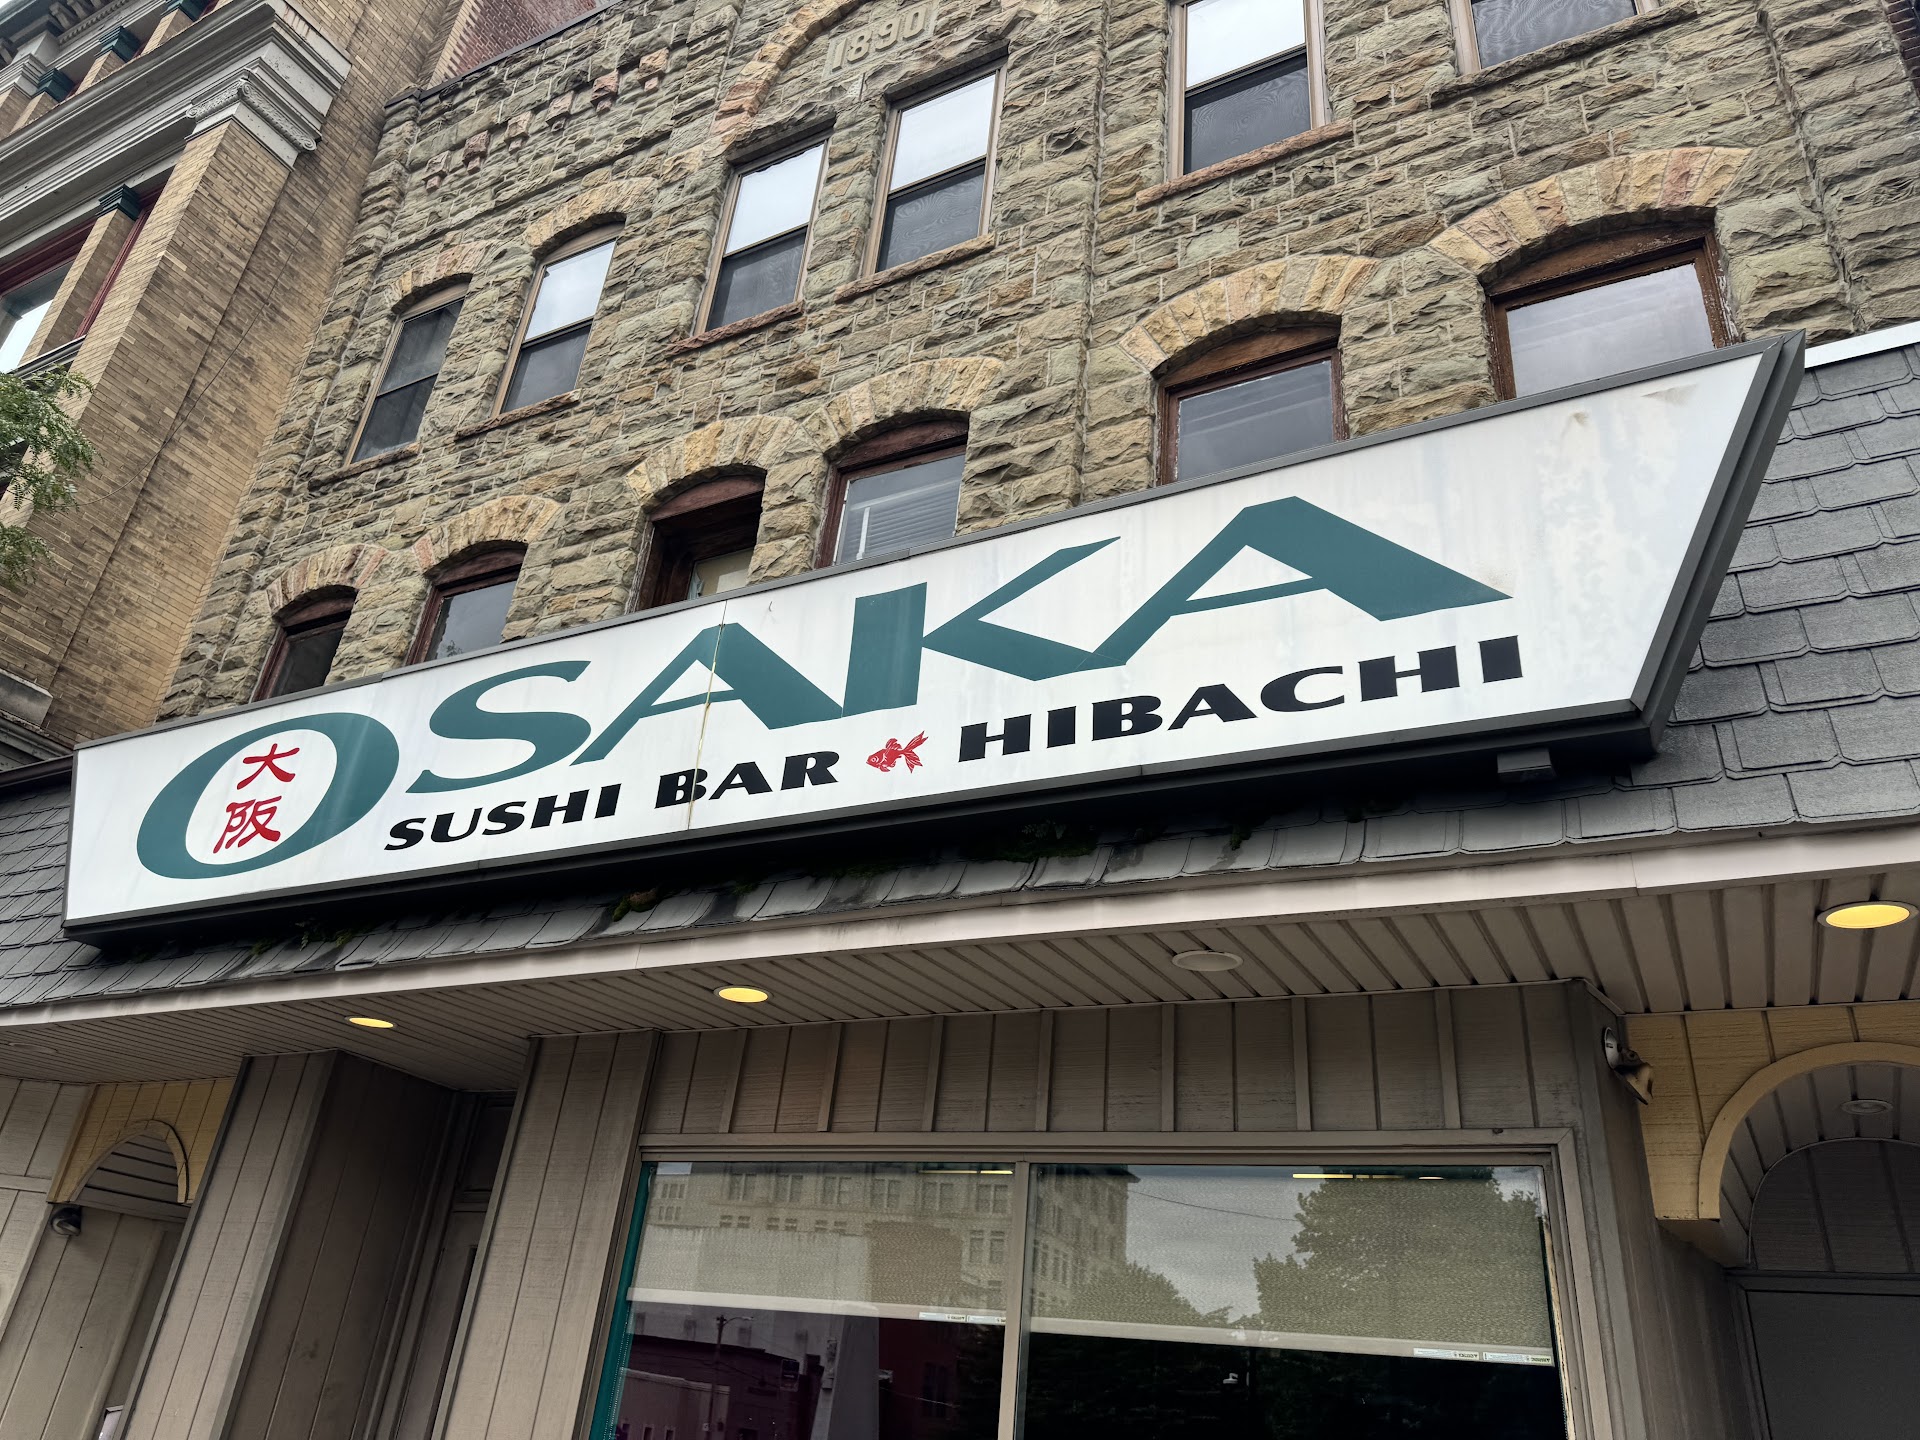 1890
OSAKA
大
阪
SUSHI BAR HIBACHI